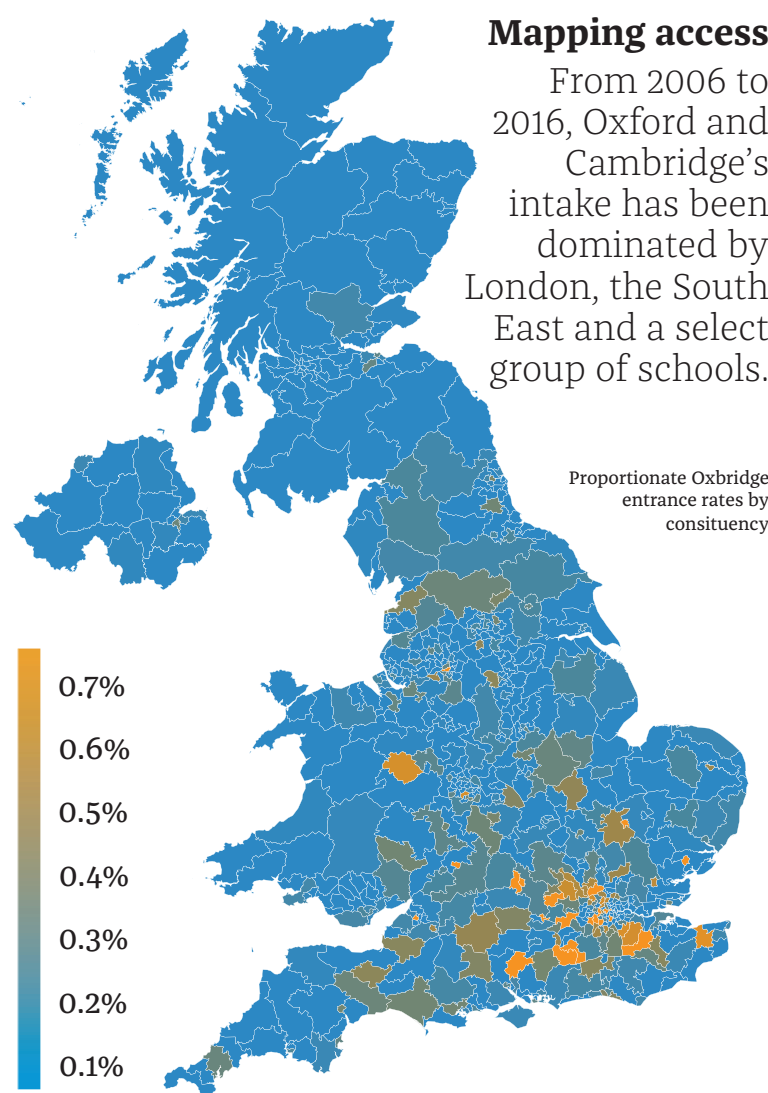 Mapping access
From 2006 to
2016, Oxford and
Cambridge’s
intake has been
dominated by
London, the South
East and a select
group of schools.
Proportionate Oxbridge
entrance rates by
consituency
0.7%
0.6%
0.5%
0.4%
0.3%
0.2%
0.1%